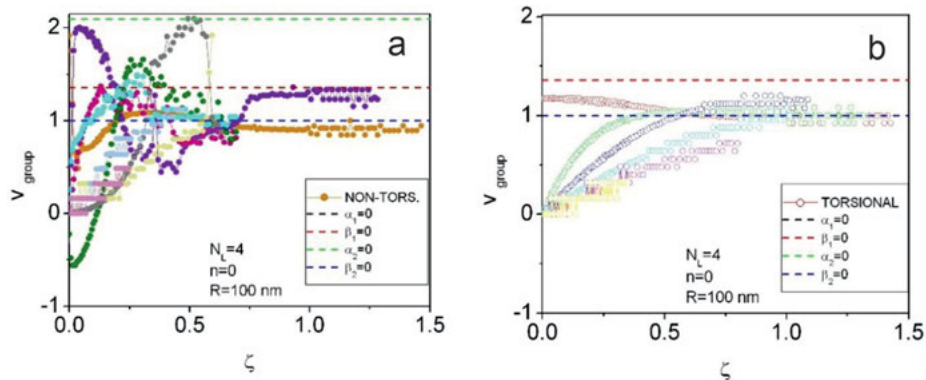 a
2
1
0
-1
V group
NON-TORS.
α₁=0
β₁=0
α₂=0
β₂=0
N_L=4
n=0
R=100 nm
0.0 0.5 1.0 1.5
ζ
b
2
1
0
-1
V group
TORSIONAL
α₁=0
β₁=0
α₂=0
β₂=0
N_L=4
n=0
R=100 nm
0.0 0.5 1.0 1.5
ζ